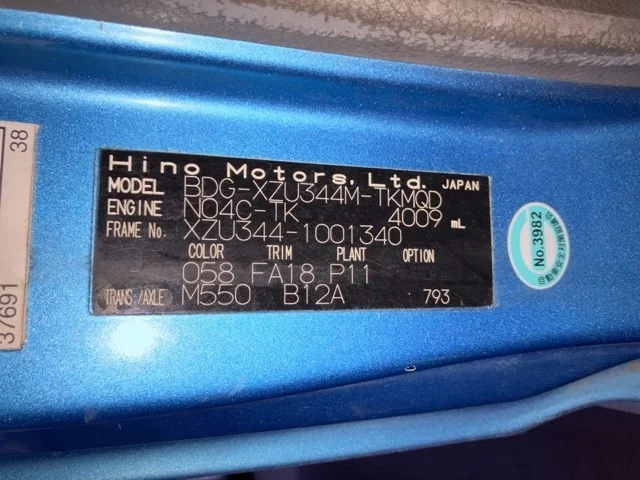 Hino Motors, Ltd. JAPAN
MODEL BDG-XZU344M-TKMQD
ENGINE N04C-TK 4009 mL
FRAME No. XZU344-1001340
COLOR TRIM PLANT OPTION
058 FA18 P11
TRANS/AXLE M550 B12A 793
No.3982
38
37691